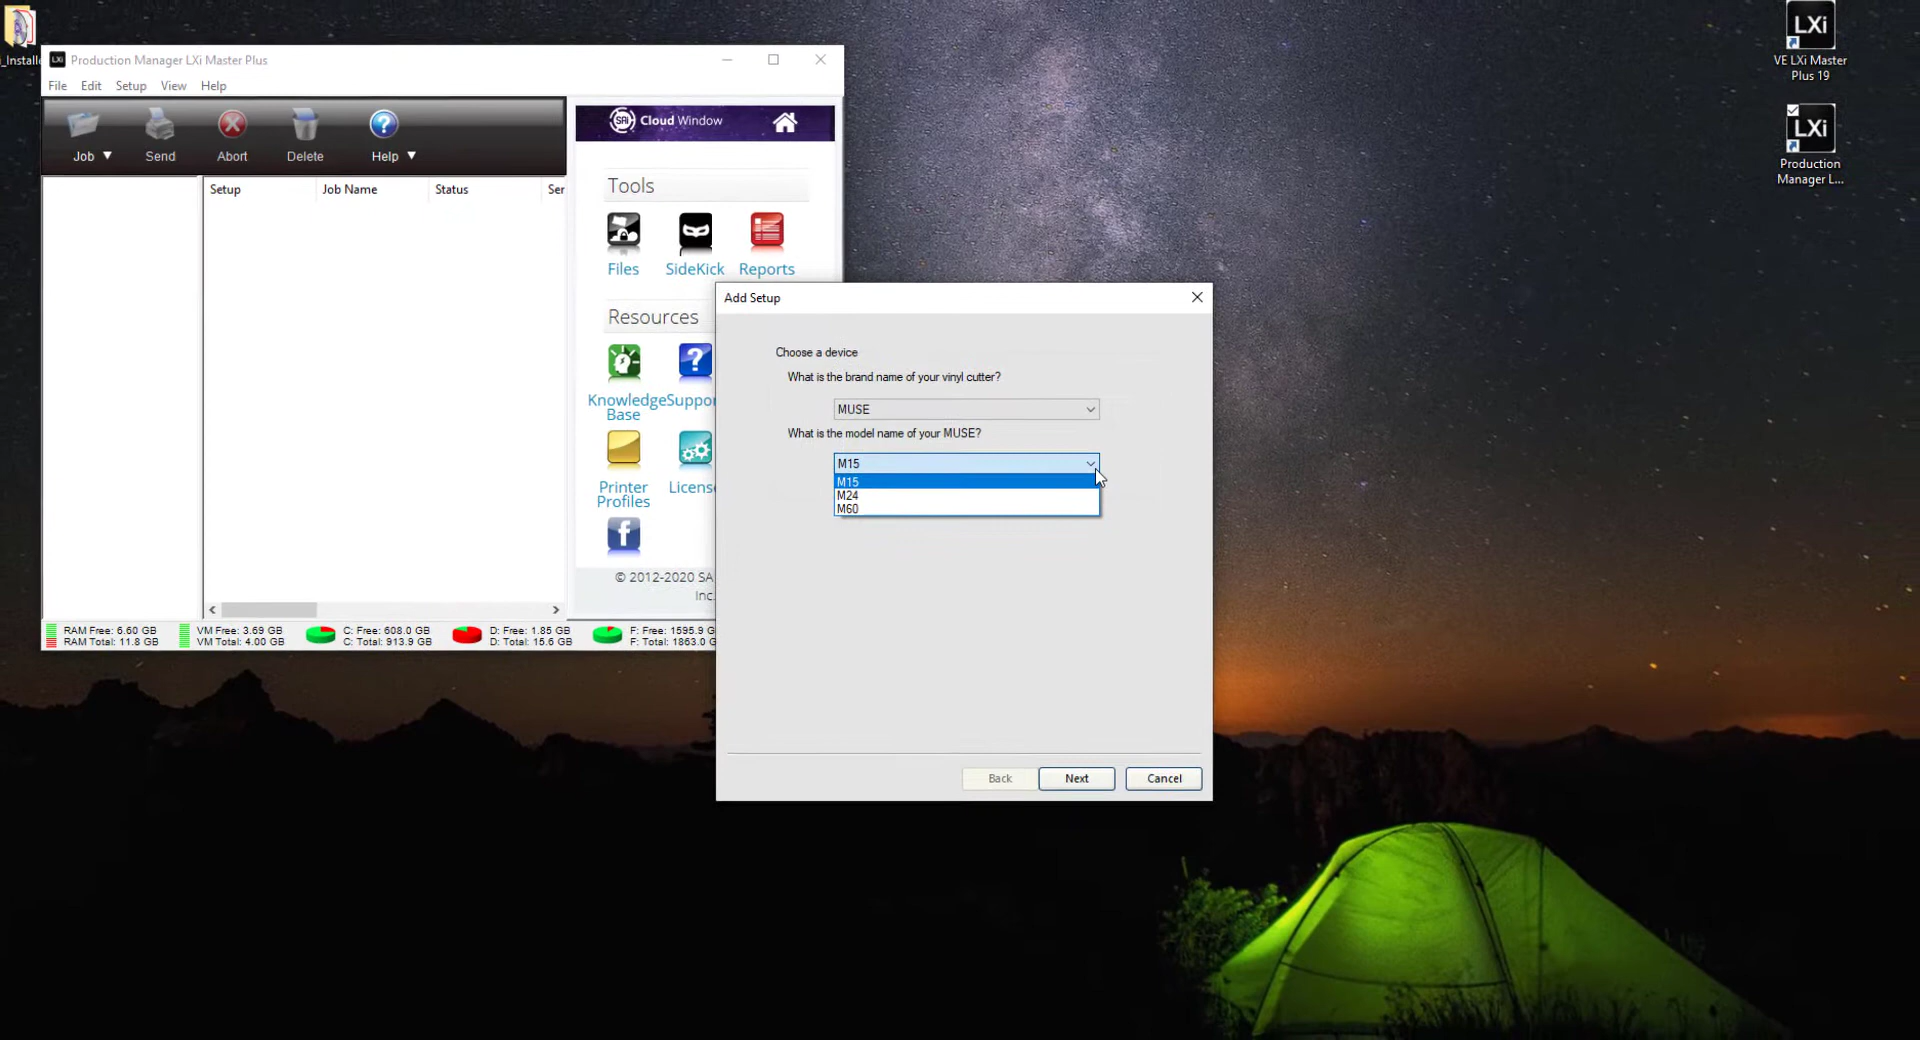 _Installe
LXi
VE LXi Master
Plus 19
LXi
Production
Manager L...
LXi Production Manager LXi Master Plus
File Edit Setup View Help
Job Send Abort Delete Help
Setup Job Name Status Ser
SAi Cloud Window
Tools
Files SideKick Reports
Resources
Knowledge
Base
Suppor
Printer
Profiles
License
© 2012-2020 SA
Inc.
RAM Free: 6.60 GB
RAM Total: 11.8 GB
VM Free: 3.69 GB
VM Total: 4.00 GB
C: Free: 608.0 GB
C: Total: 913.9 GB
D: Free: 1.85 GB
D: Total: 15.6 GB
F: Free: 1595.9 G
F: Total: 1863.0 G
Add Setup
Choose a device
What is the brand name of your vinyl cutter?
MUSE
What is the model name of your MUSE?
M15
M15
M24
M60
Back Next Cancel